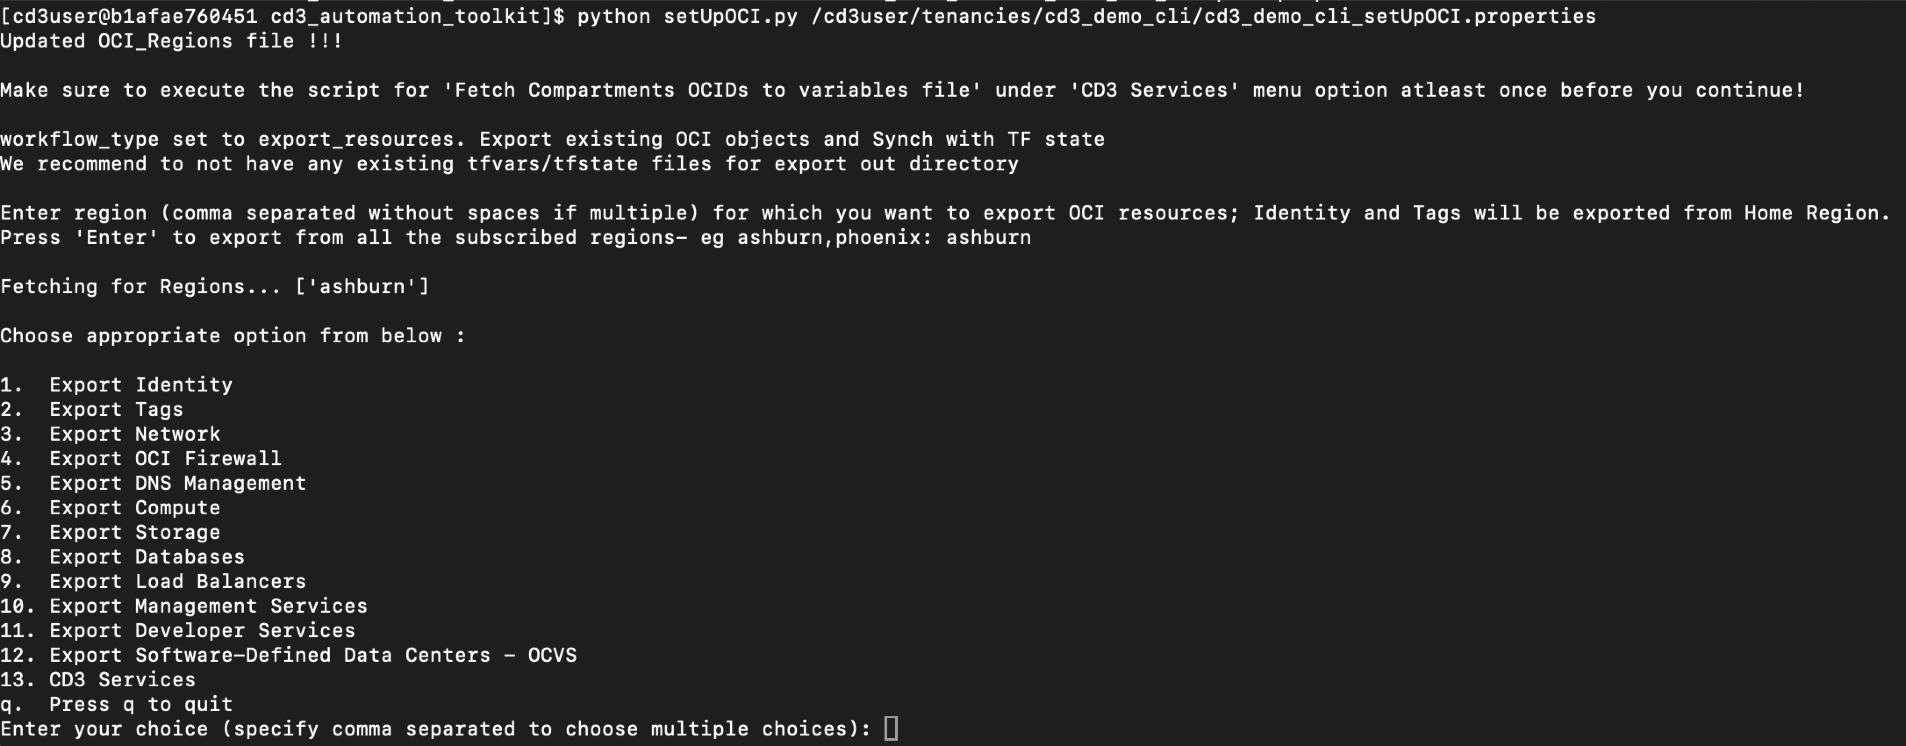 [cd3user@b1afae760451 cd3_automation_toolkit]$ python setUpOCI.py /cd3user/tenancies/cd3_demo_cli/cd3_demo_cli_setUpOCI.properties
Updated OCI_Regions file !!!
Make sure to execute the script for 'Fetch Compartments OCIDs to variables file' under 'CD3 Services' menu option atleast once before you continue!
workflow_type set to export_resources. Export existing OCI objects and Synch with TF state
We recommend to not have any existing tfvars/tfstate files for export out directory
Enter region (comma separated without spaces if multiple) for which you want to export OCI resources; Identity and Tags will be exported from Home Region.
Press 'Enter' to export from all the subscribed regions- eg ashburn,phoenix: ashburn
Fetching for Regions... ['ashburn']
Choose appropriate option from below :
1.  Export Identity
2.  Export Tags
3.  Export Network
4.  Export OCI Firewall
5.  Export DNS Management
6.  Export Compute
7.  Export Storage
8.  Export Databases
9.  Export Load Balancers
10. Export Management Services
11. Export Developer Services
12. Export Software-Defined Data Centers - OCVS
13. CD3 Services
q.  Press q to quit
Enter your choice (specify comma separated to choose multiple choices):